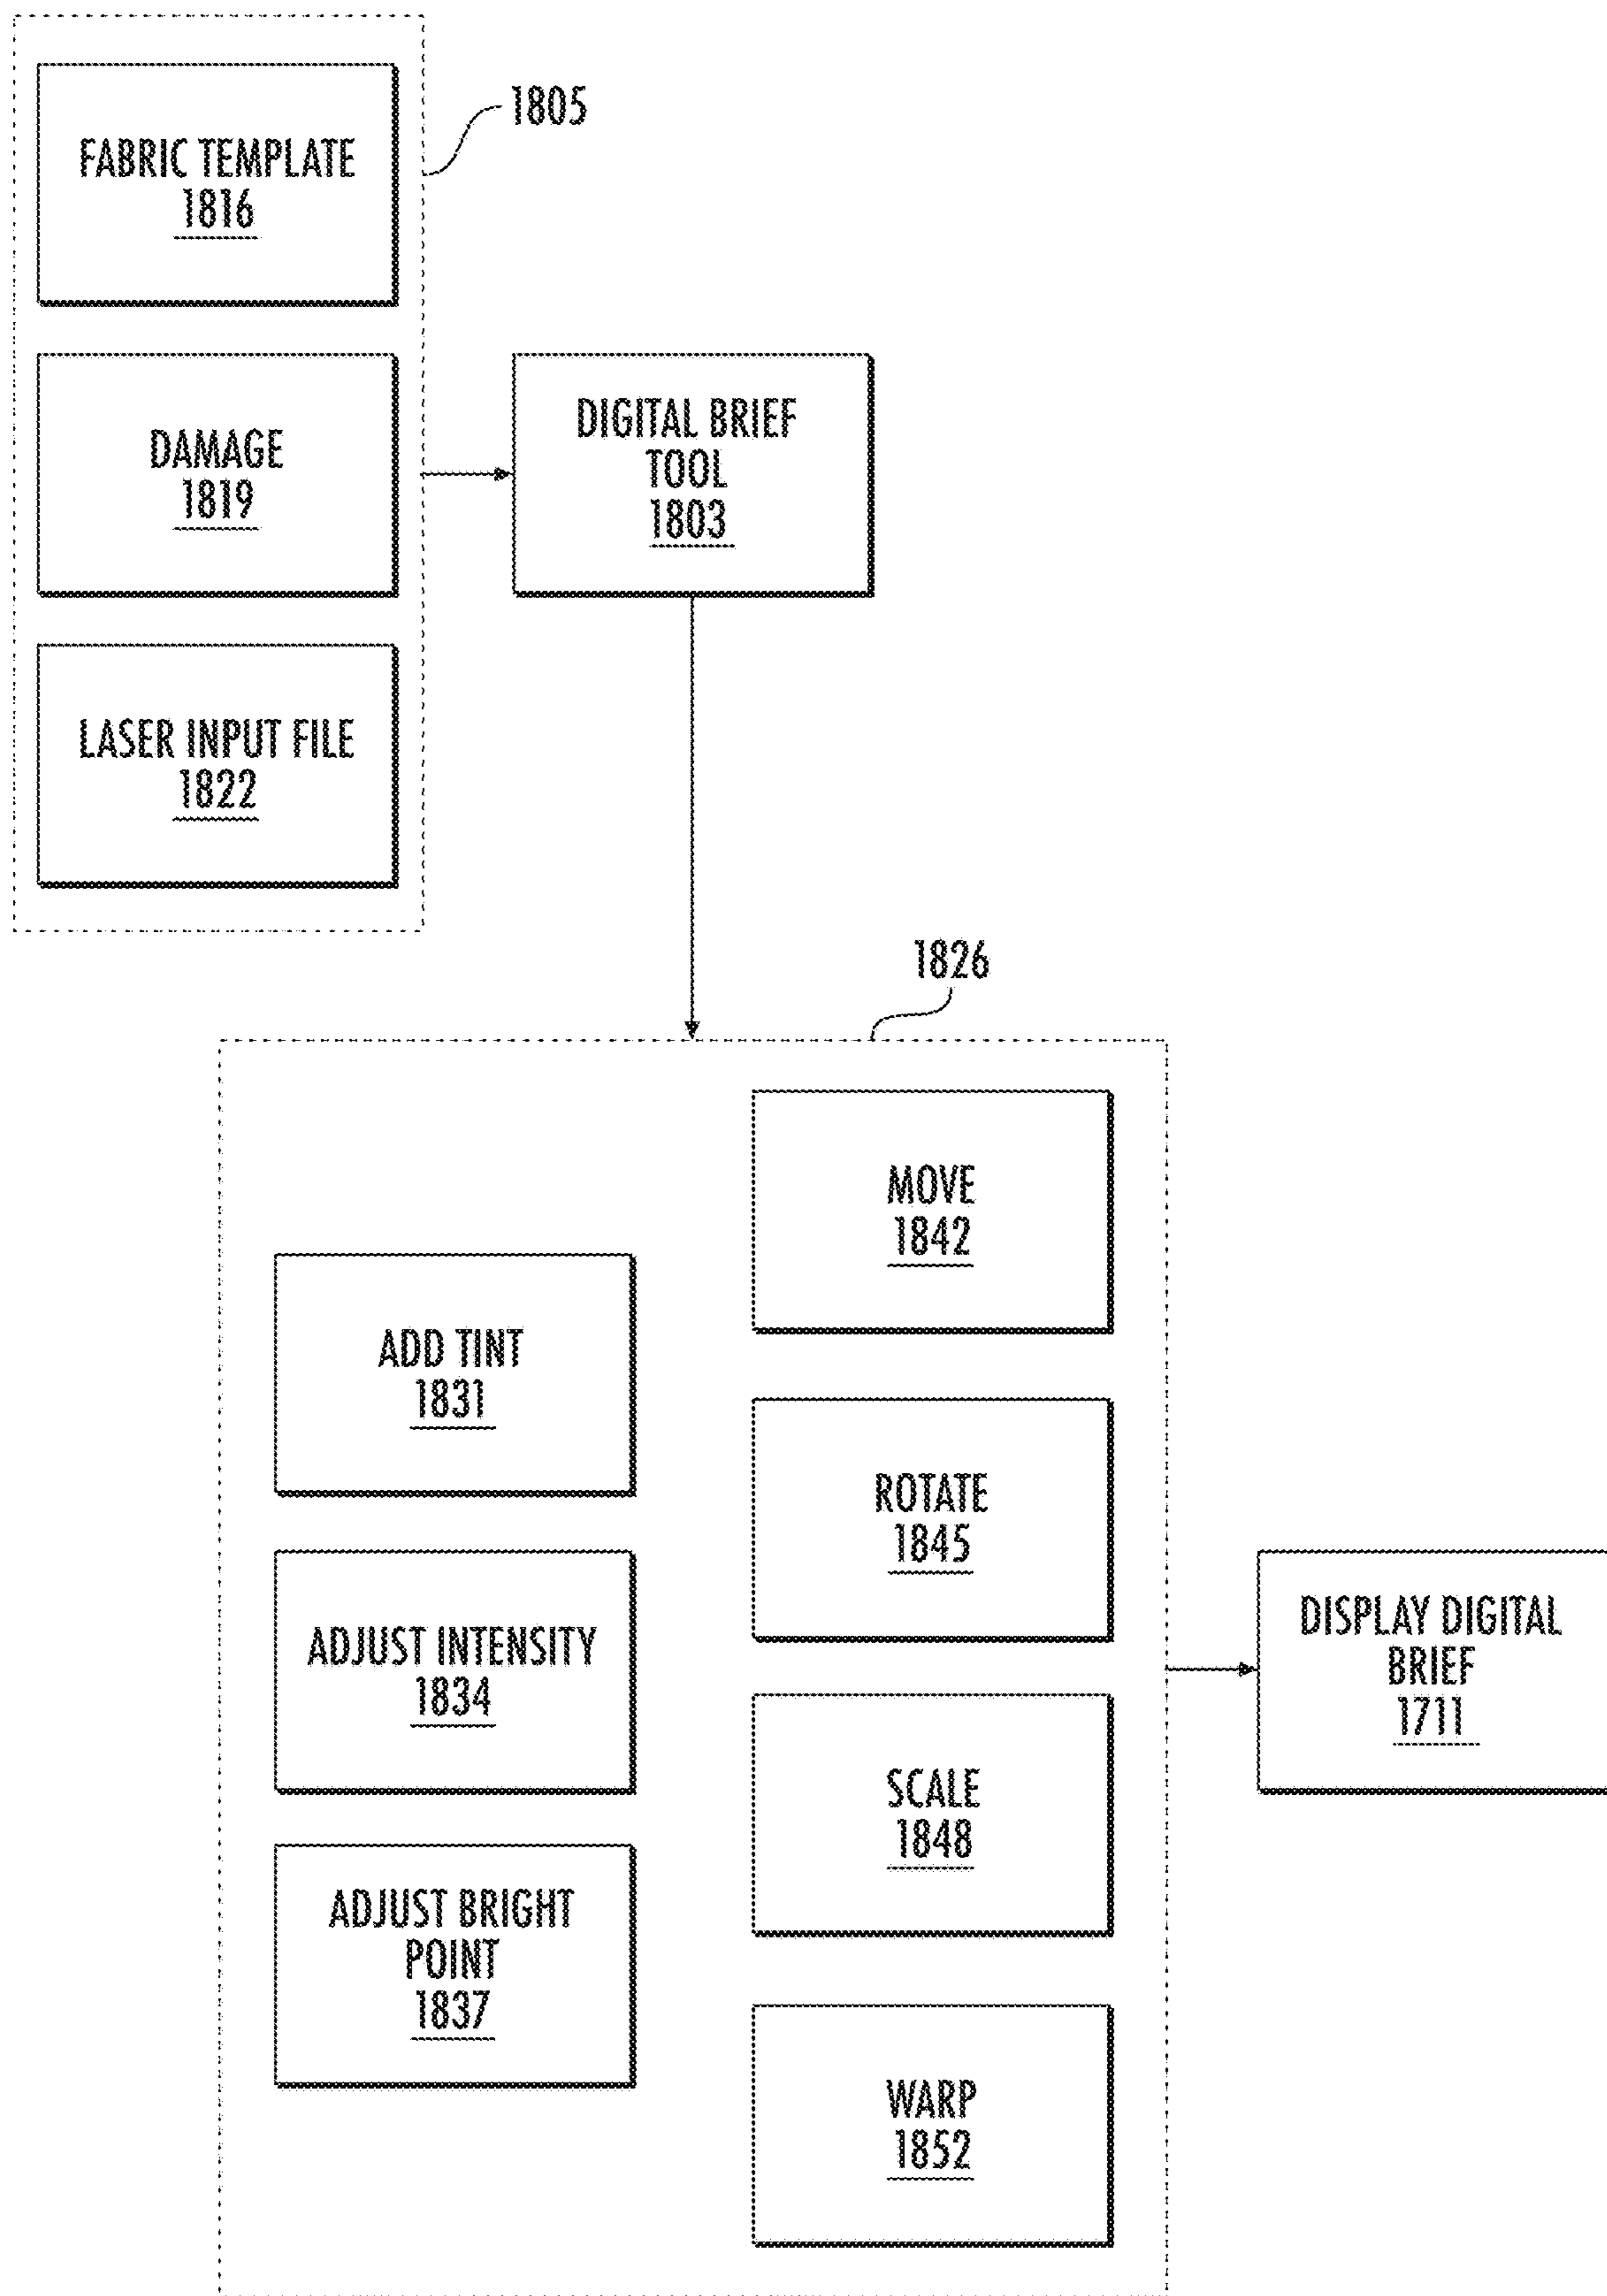 1805
FABRIC TEMPLATE
1816
DAMAGE
1819
LASER INPUT FILE
1822
DIGITAL BRIEF
TOOL
1803
1826
ADD TINT
1831
ADJUST INTENSITY
1834
ADJUST BRIGHT
POINT
1837
MOVE
1842
ROTATE
1845
SCALE
1848
WARP
1852
DISPLAY DIGITAL
BRIEF
1711